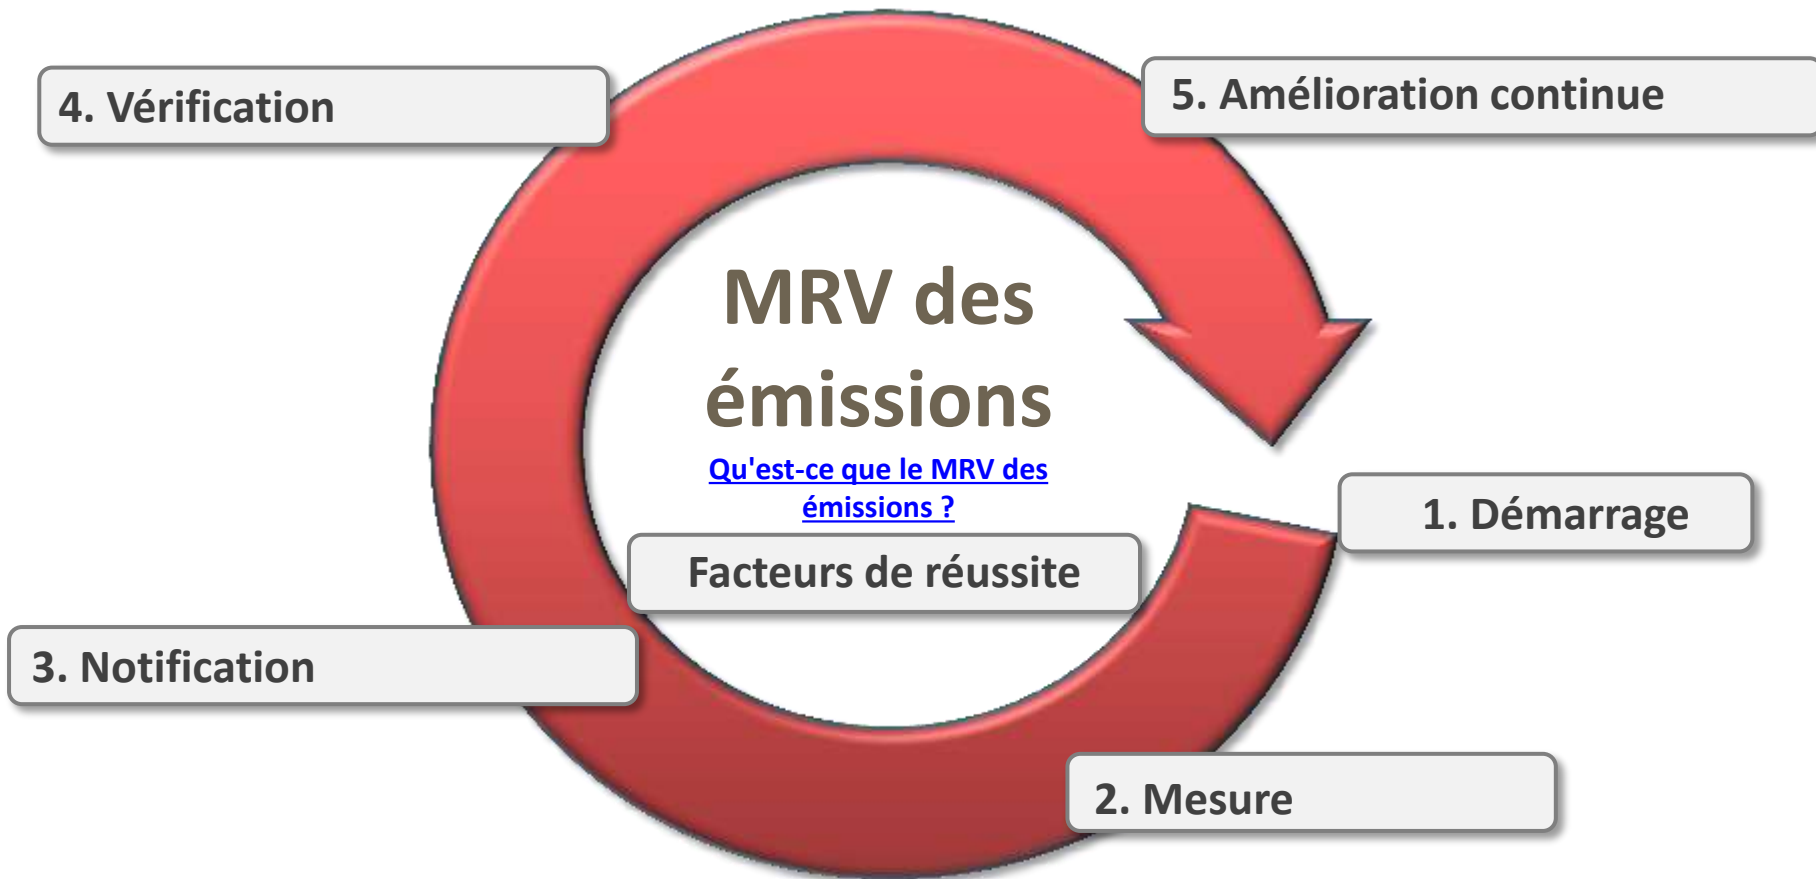 4. Vérification
5. Amélioration continue
MRV des
émissions
Qu'est-ce que le MRV des
émissions ?
1. Démarrage
Facteurs de réussite
3. Notification
2. Mesure